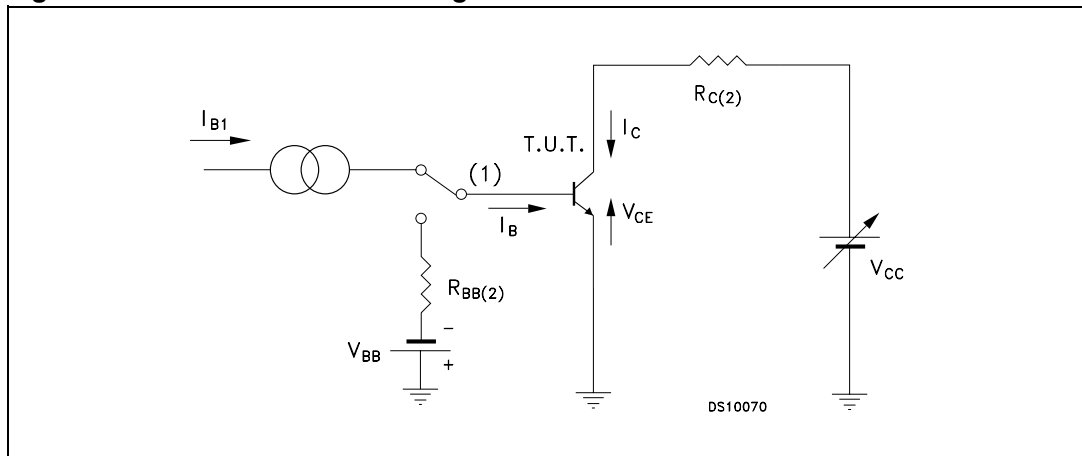 I_B1
R_C(2)
I_C
T.U.T.
(1)
V_CE
I_B
V_CC
R_BB(2)
−
V_BB
+
DS10070